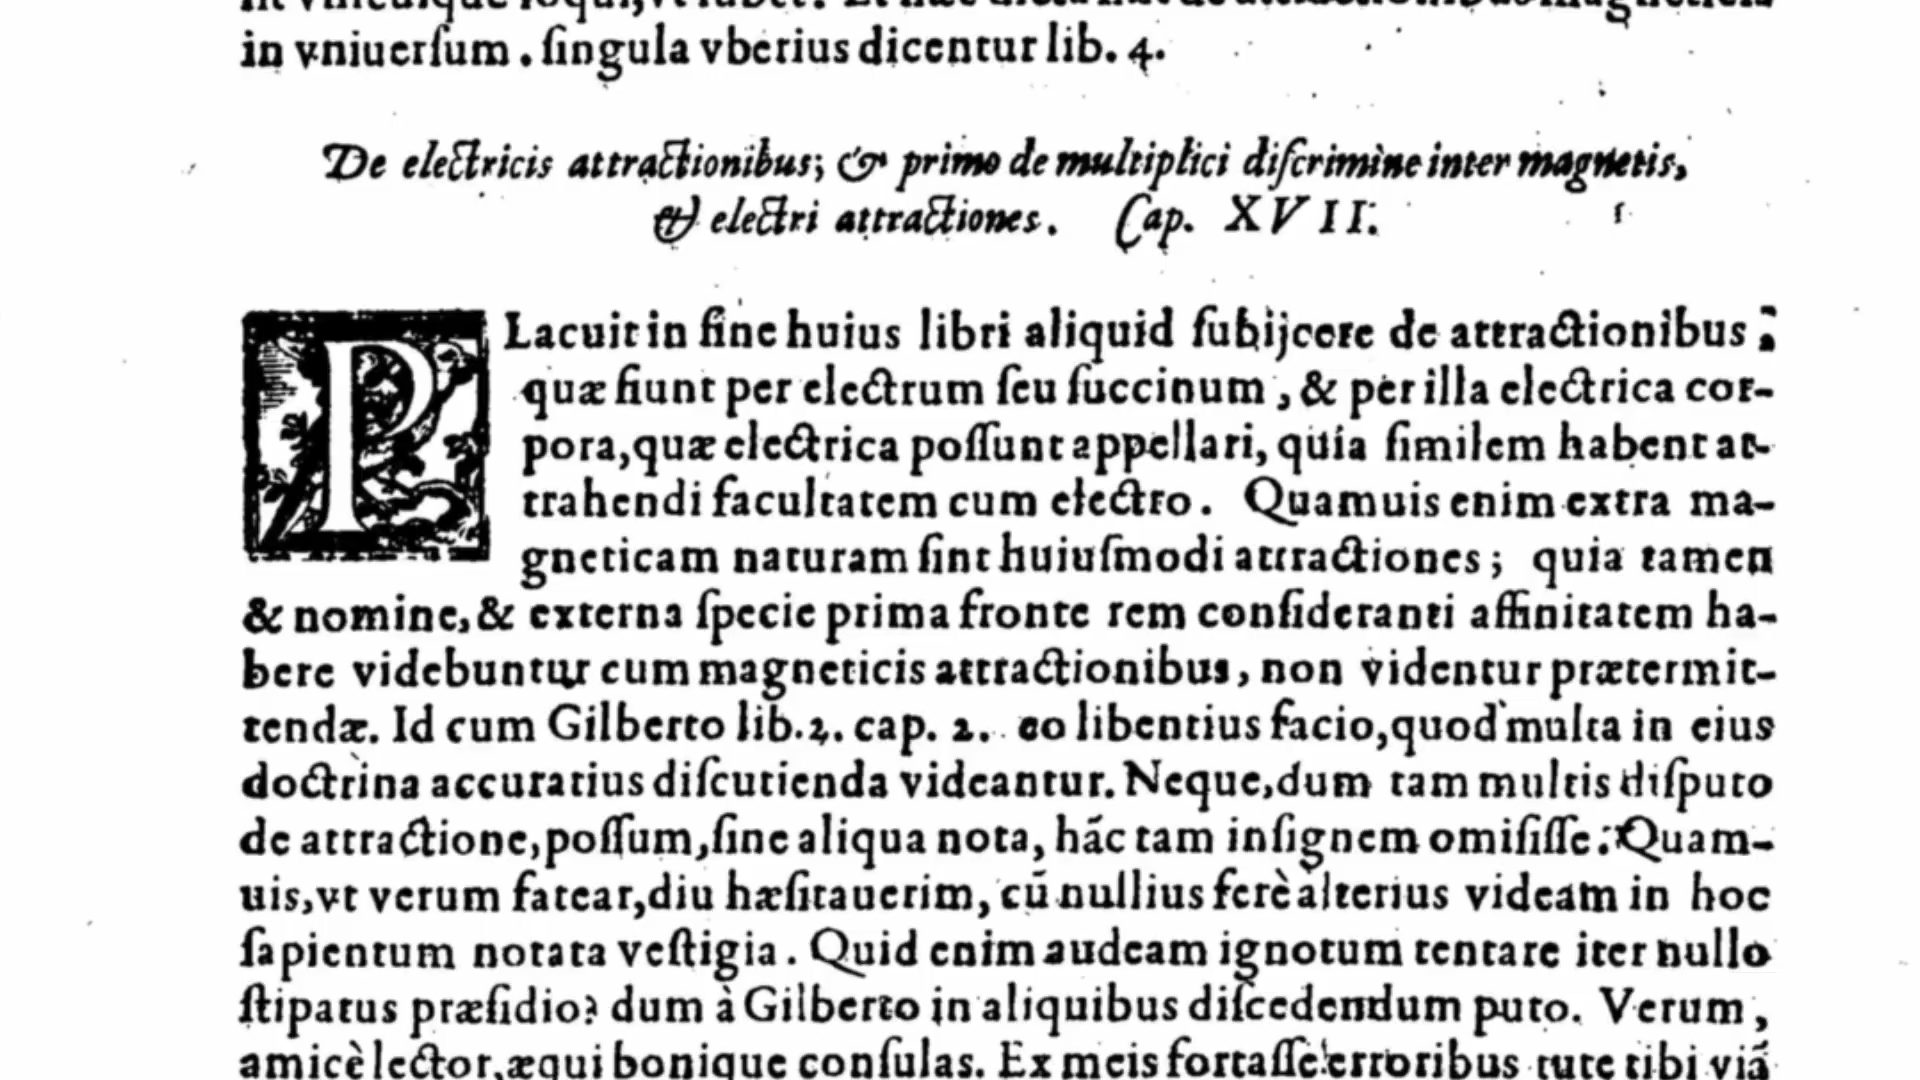 in vniuerſum. ſingula vberius dicentur lib. 4.
De electricis attractionibus; & primo de multiplici diſcrimine inter magnetis,
& electri attractiones. Cap. XVII.
PLacuit in fine huius libri aliquid ſubijcere de attractionibus;
quæ fiunt per electrum ſeu ſuccinum, & per illa electrica cor-
pora, quæ electrica poſſunt appellari, quia ſimilem habent at-
trahendi facultatem cum electro. Quamuis enim extra ma-
gneticam naturam ſint huiuſmodi attractiones; quia tamen
& nomine, & externa ſpecie prima fronte rem conſideranti affinitatem ha-
bere videbuntur cum magneticis attractionibus, non videntur prætermit-
tendæ. Id cum Gilberto lib. 2. cap. 2. eo libentius facio, quod multa in eius
doctrina accuratius diſcutienda videantur. Neque, dum tam multis diſputo
de attractione, poſſum, ſine aliqua nota, hãc tam inſignem omiſiſſe: Quam-
uis, vt verum fatear, diu hæſitauerim, cũ nullius ferè alterius videam in hoc
ſapientum notata veſtigia. Quid enim audeam ignotum tentare iter nullo
ſtipatus præſidio? dum à Gilberto in aliquibus diſcedendum puto. Verum,
amicè lector, æqui bonique conſulas. Ex meis fortaſſe erroribus tute tibi viã